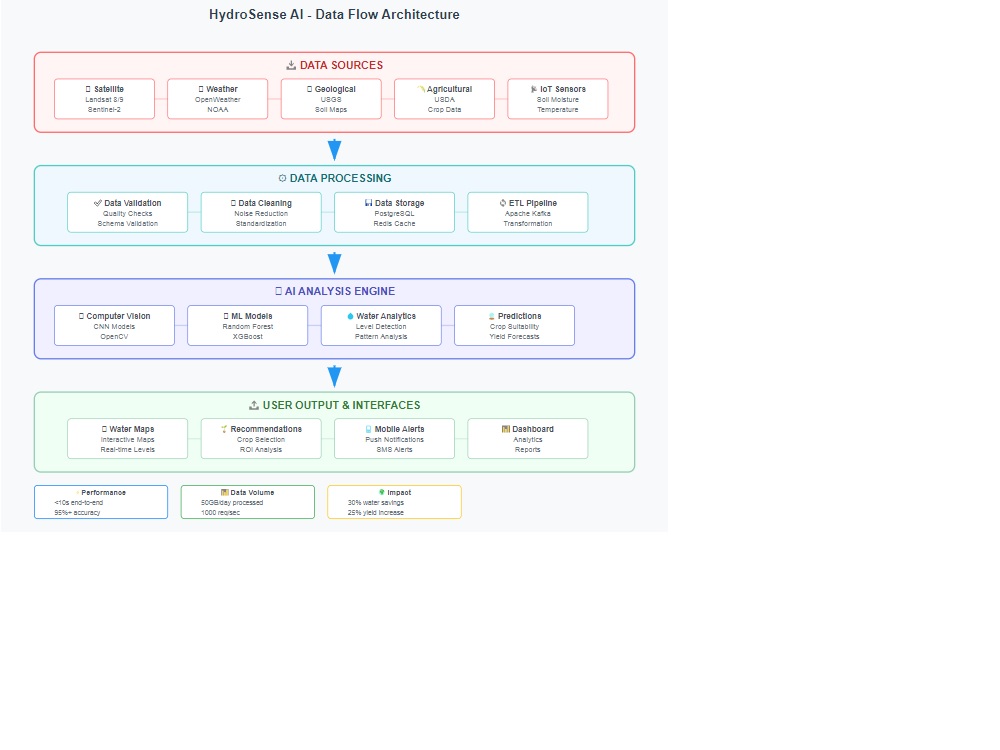 HydroSense AI - Data Flow Architecture
DATA SOURCES
Satellite
Landsat 8/9
Sentinel-2
Weather
OpenWeather
NOAA
Geological
USGS
Soil Maps
Agricultural
USDA
Crop Data
IoT Sensors
Soil Moisture
Temperature
DATA PROCESSING
Data Validation
Quality Checks
Schema Validation
Data Cleaning
Noise Reduction
Standardization
Data Storage
PostgreSQL
Redis Cache
ETL Pipeline
Apache Kafka
Transformation
AI ANALYSIS ENGINE
Computer Vision
CNN Models
OpenCV
ML Models
Random Forest
XGBoost
Water Analytics
Level Detection
Pattern Analysis
Predictions
Crop Suitability
Yield Forecasts
USER OUTPUT & INTERFACES
Water Maps
Interactive Maps
Real-time Levels
Recommendations
Crop Selection
ROI Analysis
Mobile Alerts
Push Notifications
SMS Alerts
Dashboard
Analytics
Reports
Performance
<10s end-to-end
95%+ accuracy
Data Volume
50GB/day processed
1000 req/sec
Impact
30% water savings
25% yield increase